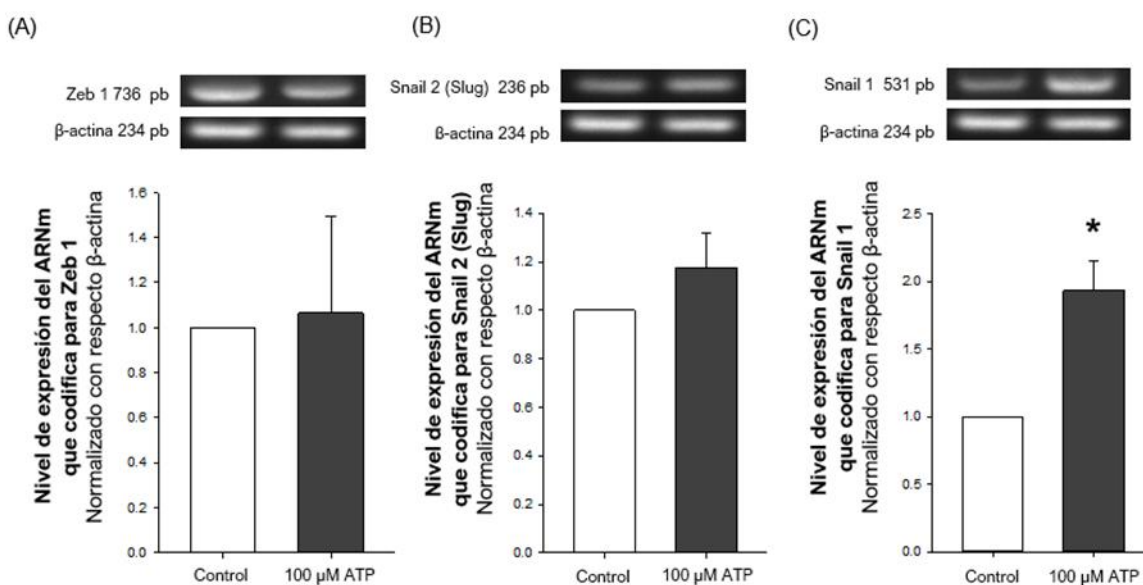 (A)
Zeb 1 736 pb
β-actina 234 pb
Nivel de expresión del ARNm
que codifica para Zeb 1
Normalizado con respecto β-actina
1.6
1.4
1.2
1.0
0.8
0.6
0.4
0.2
0.0
Control
100 µM ATP
(B)
Snail 2 (Slug) 236 pb
β-actina 234 pb
Nivel de expresión del ARNm
que codifica para Snail 2 (Slug)
Normalizado con respecto β-actina
1.4
1.2
1.0
0.8
0.6
0.4
0.2
0.0
Control
100 µM ATP
(C)
Snail 1 531 pb
β-actina 234 pb
Nivel de expresión del ARNm
que codifica para Snail 1
Normalizado con respecto β-actina
2.5
2.0
1.5
1.0
0.5
0.0
*
Control
100 µM ATP